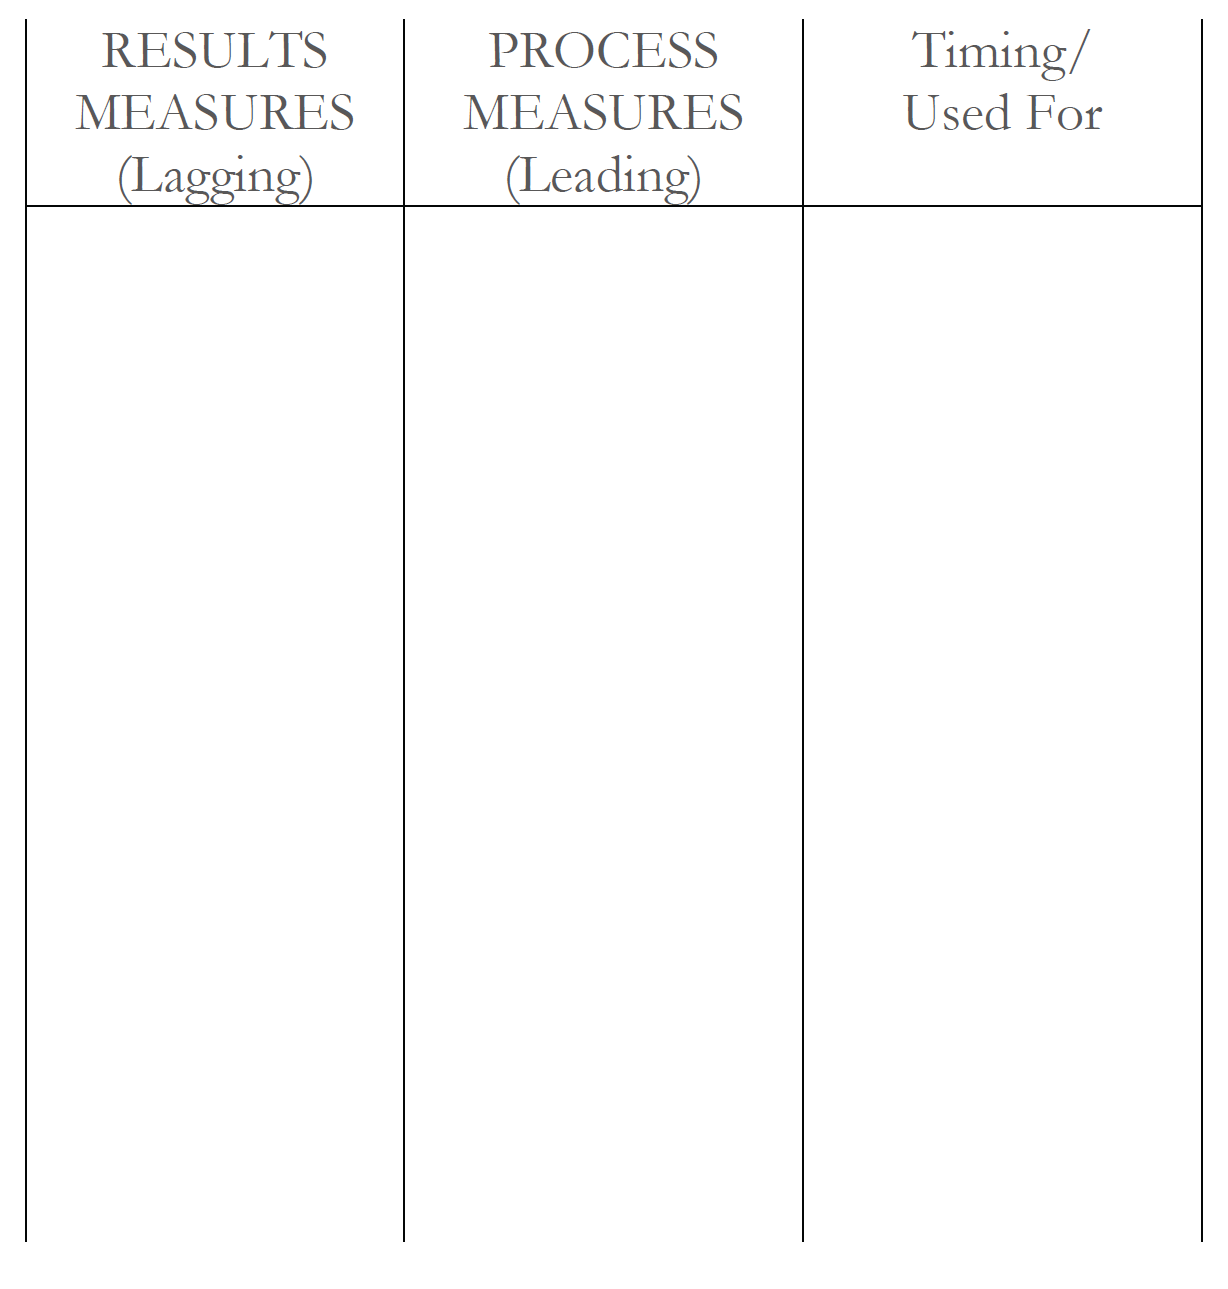 RESULTS
MEASURES
(Lagging)
PROCESS
MEASURES
(Leading)
Timing/
Used For